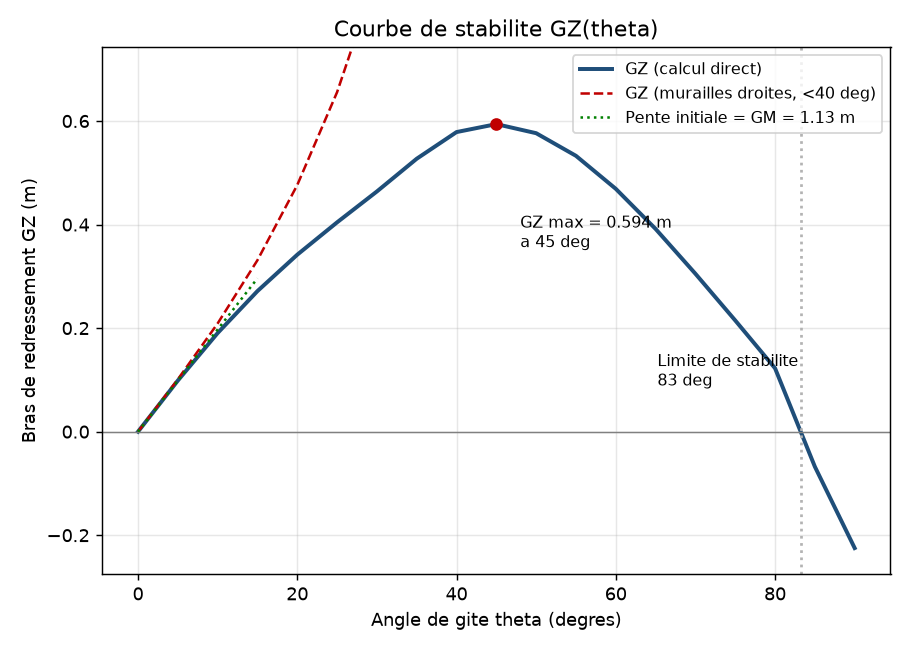 Courbe de stabilite GZ(theta)
GZ (calcul direct)
GZ (murailles droites, <40 deg)
Pente initiale = GM = 1.13 m
GZ max = 0.594 m
a 45 deg
Limite de stabilite
83 deg
Bras de redressement GZ (m)
0.6
0.4
0.2
0.0
−0.2
0
20
40
60
80
Angle de gite theta (degres)